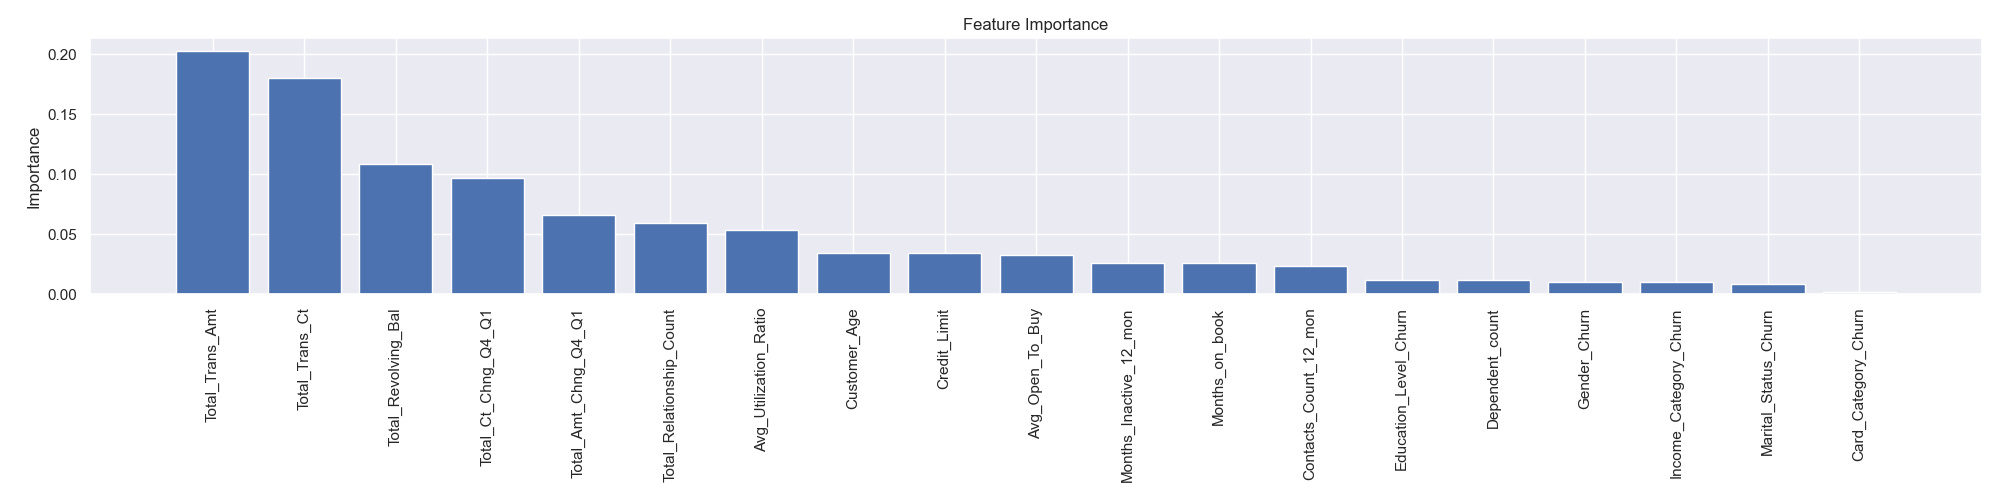 Feature Importance
Importance
0.20
0.15
0.10
0.05
0.00
Total_Trans_Amt
Total_Trans_Ct
Total_Revolving_Bal
Total_Ct_Chng_Q4_Q1
Total_Amt_Chng_Q4_Q1
Total_Relationship_Count
Avg_Utilization_Ratio
Customer_Age
Credit_Limit
Avg_Open_To_Buy
Months_Inactive_12_mon
Months_on_book
Contacts_Count_12_mon
Education_Level_Churn
Dependent_count
Gender_Churn
Income_Category_Churn
Marital_Status_Churn
Card_Category_Churn